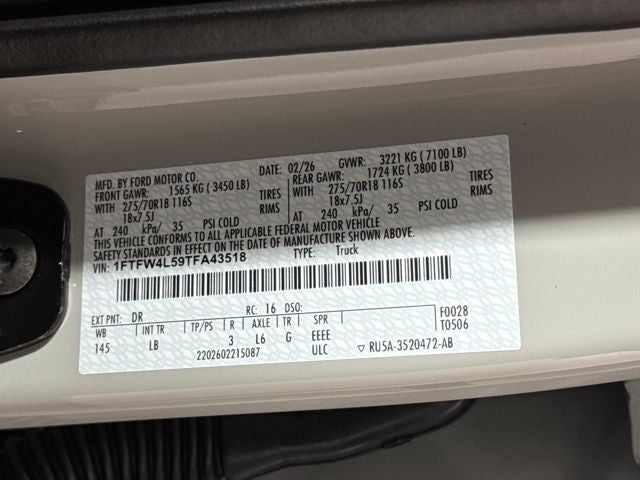 MFD. BY FORD MOTOR CO. DATE: 02/26 GVWR: 3221 KG ( 7100 LB)
FRONT GAWR: 1565 KG ( 3450 LB) REAR GAWR: 1724 KG ( 3800 LB)
WITH 275/70R18 116S TIRES WITH 275/70R18 116S TIRES
18x7.5J RIMS 18x7.5J RIMS
AT 240 kPa/ 35 PSI COLD AT 240 kPa/ 35 PSI COLD
THIS VEHICLE CONFORMS TO ALL APPLICABLE FEDERAL MOTOR VEHICLE
SAFETY STANDARDS IN EFFECT ON THE DATE OF MANUFACTURE SHOWN ABOVE.
VIN: 1FTFW4L59TFA43518 TYPE: Truck
EXT PNT: DR RC: 16 DSO: F0028
WB INT TR TP/PS R AXLE TR SPR T0506
145 LB 3 L6 G EEEE
2202602215087 ULC ▽ RU5A-3520472-AB